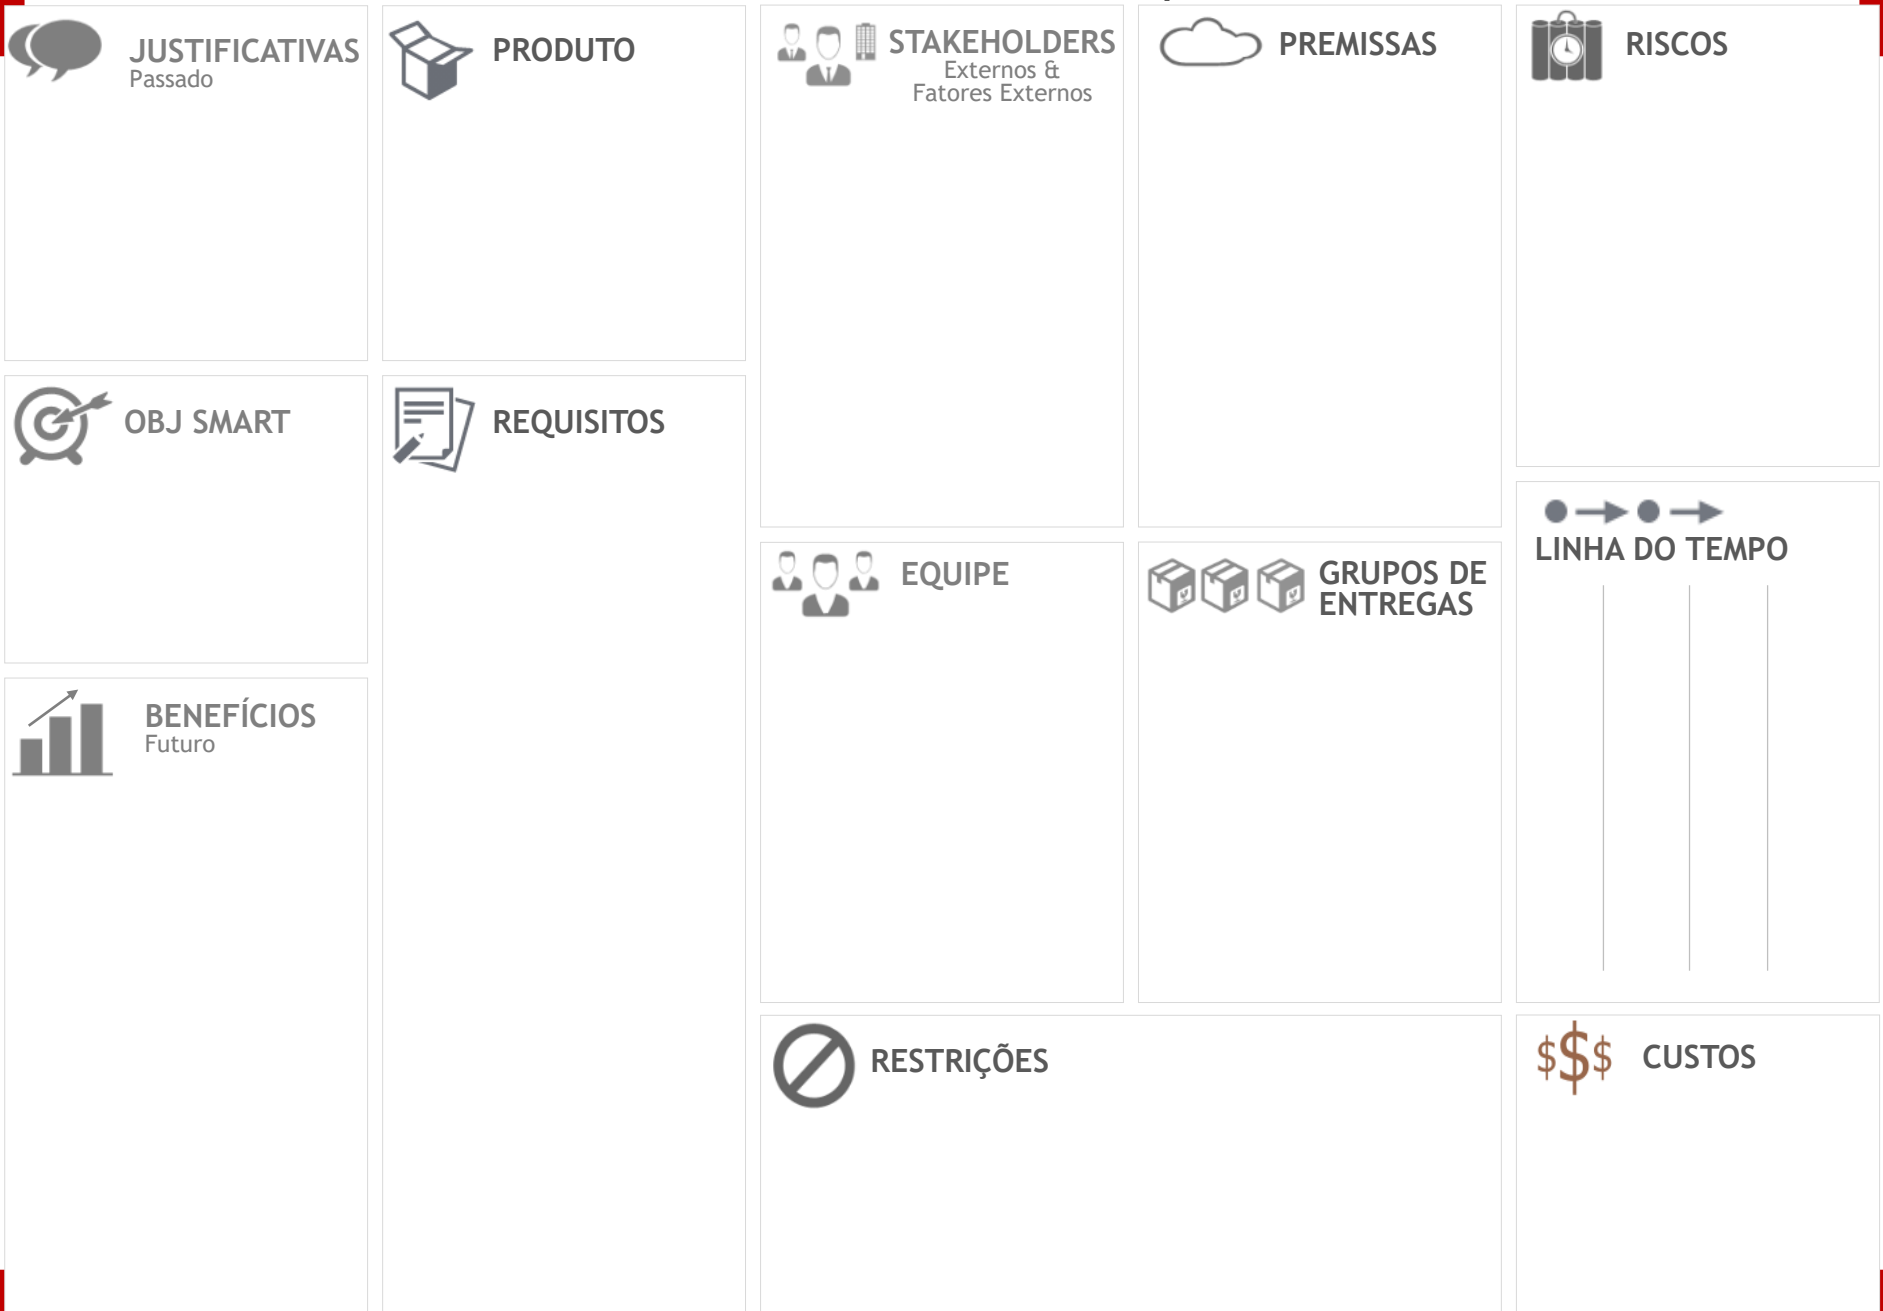 JUSTIFICATIVAS
Passado
PRODUTO
STAKEHOLDERS
Externos &
Fatores Externos
PREMISSAS
RISCOS
OBJ SMART
REQUISITOS
EQUIPE
GRUPOS DE
ENTREGAS
LINHA DO TEMPO
BENEFÍCIOS
Futuro
RESTRIÇÕES
$$$ CUSTOS